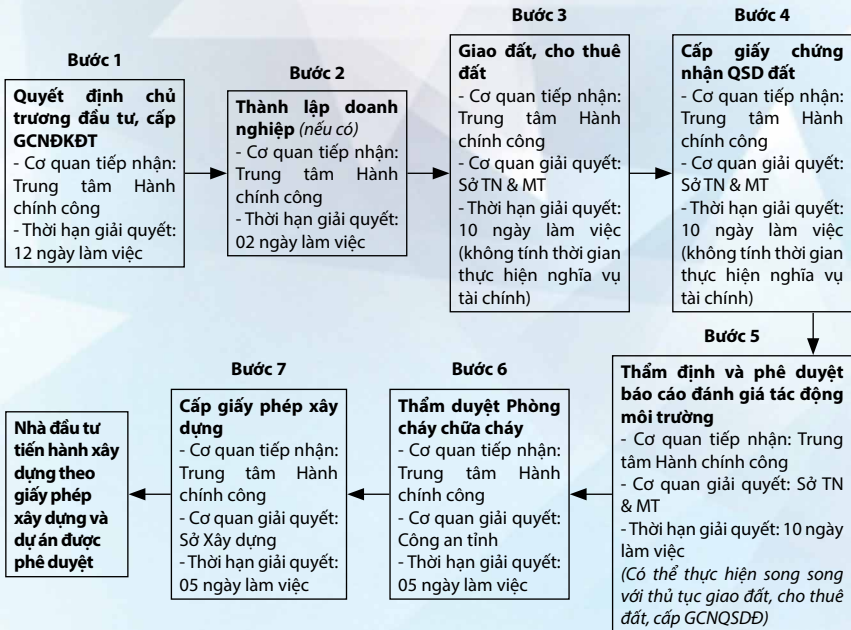 Bước 1
Quyết định chủ
trương đầu tư, cấp
GCNĐKĐT
- Cơ quan tiếp nhận:
Trung tâm Hành
chính công
- Thời hạn giải quyết:
12 ngày làm việc
Bước 2
Thành lập doanh
nghiệp (nếu có)
- Cơ quan tiếp nhận:
Trung tâm Hành
chính công
- Thời hạn giải quyết:
02 ngày làm việc
Bước 3
Giao đất, cho thuê
đất
- Cơ quan tiếp nhận:
Trung tâm Hành
chính công
- Cơ quan giải quyết:
Sở TN & MT
- Thời hạn giải quyết:
10 ngày làm việc
(không tính thời gian
thực hiện nghĩa vụ
tài chính)
Bước 4
Cấp giấy chứng
nhận QSD đất
- Cơ quan tiếp nhận:
Trung tâm Hành
chính công
- Cơ quan giải quyết:
Sở TN & MT
- Thời hạn giải quyết:
10 ngày làm việc
(không tính thời gian
thực hiện nghĩa vụ
tài chính)
Bước 5
Thẩm định và phê duyệt
báo cáo đánh giá tác động
môi trường
- Cơ quan tiếp nhận: Trung
tâm Hành chính công
- Cơ quan giải quyết: Sở TN
& MT
- Thời hạn giải quyết: 10 ngày
làm việc
(Có thể thực hiện song song
với thủ tục giao đất, cho thuê
đất, cấp GCNQSDĐ)
Bước 6
Thẩm duyệt Phòng
cháy chữa cháy
- Cơ quan tiếp nhận:
Trung tâm Hành
chính công
- Cơ quan giải quyết:
Công an tỉnh
- Thời hạn giải quyết:
05 ngày làm việc
Bước 7
Cấp giấy phép xây
dựng
- Cơ quan tiếp nhận:
Trung tâm Hành
chính công
- Cơ quan giải quyết:
Sở Xây dựng
- Thời hạn giải quyết:
05 ngày làm việc
Nhà đầu tư
tiến hành xây
dựng theo
giấy phép
xây dựng và
dự án được
phê duyệt